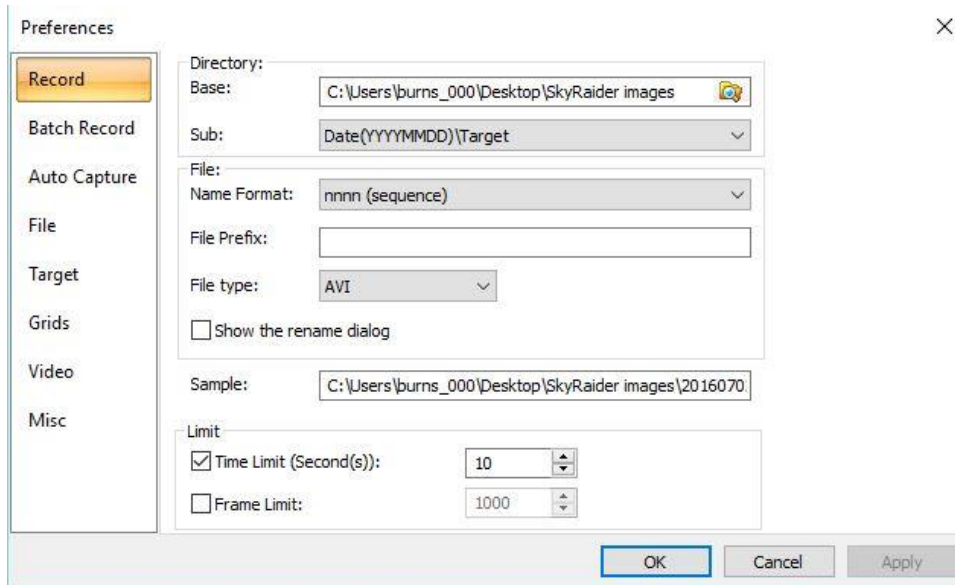 Preferences
Record
Batch Record
Auto Capture
File
Target
Grids
Video
Misc
Directory:
Base: C:\Users\burns_000\Desktop\SkyRaider images
Sub: Date(YYYYMMDD)\Target
File:
Name Format: nnnn (sequence)
File Prefix:
File type: AVI
Show the rename dialog
Sample: C:\Users\burns_000\Desktop\SkyRaider images\2016070
Limit
Time Limit (Second(s)): 10
Frame Limit: 1000
OK Cancel Apply